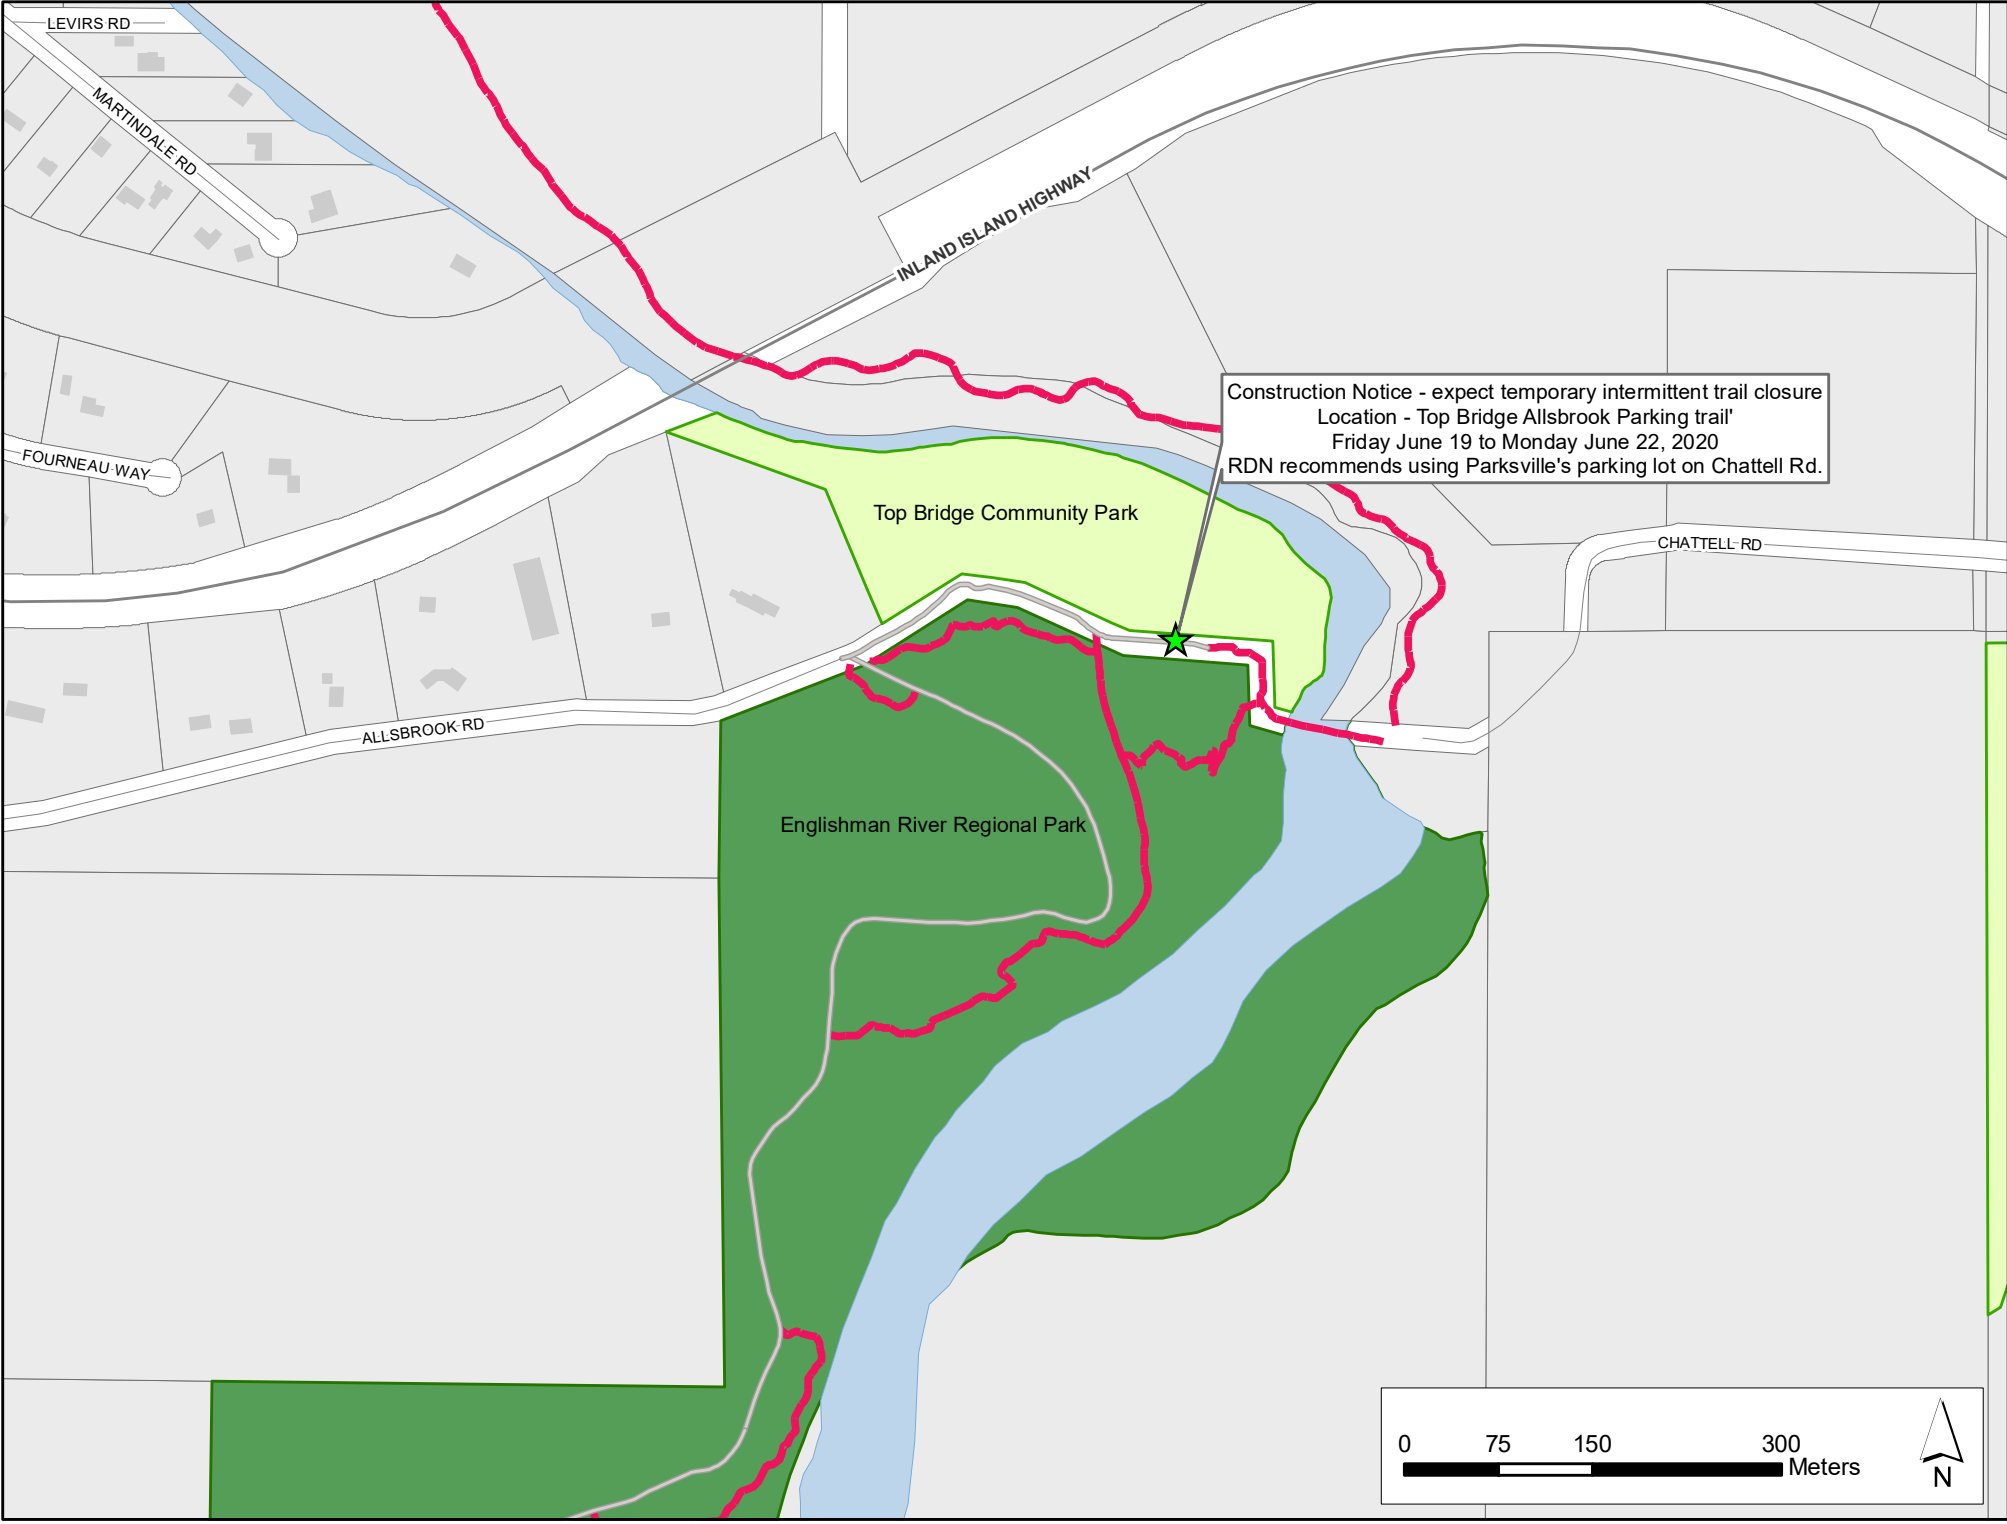 LEVIRS RD
MARTINDALE RD
INLAND ISLAND HIGHWAY
Construction Notice - expect temporary intermittent trail closure
Location - Top Bridge Allsbrook Parking trail'
Friday June 19 to Monday June 22, 2020
RDN recommends using Parksville's parking lot on Chattell Rd.
FOURNEAU WAY
Top Bridge Community Park
CHATTELL RD
ALLSBROOK RD
Englishman River Regional Park
0 75 150 300
Meters
N